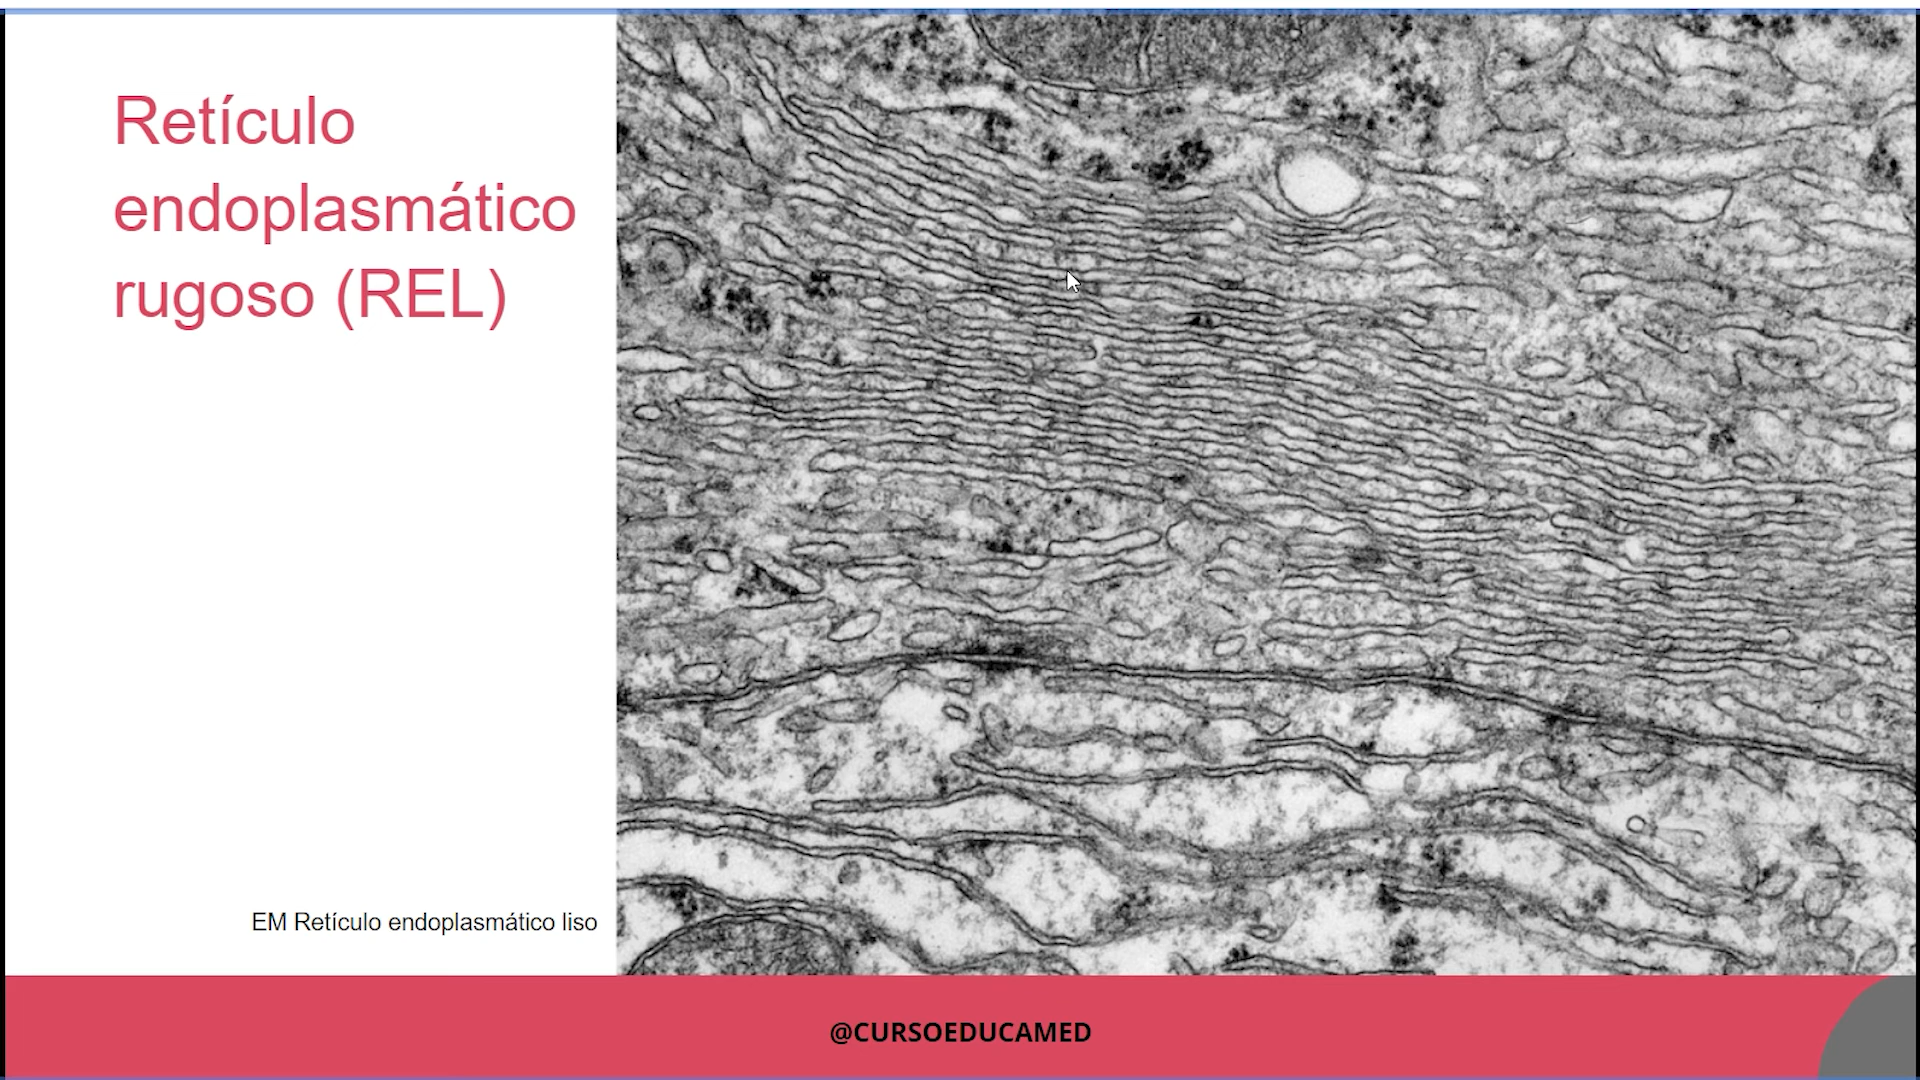 Retículo
endoplasmático
rugoso (REL)
EM Retículo endoplasmático liso
@CURSOEDUCAMED